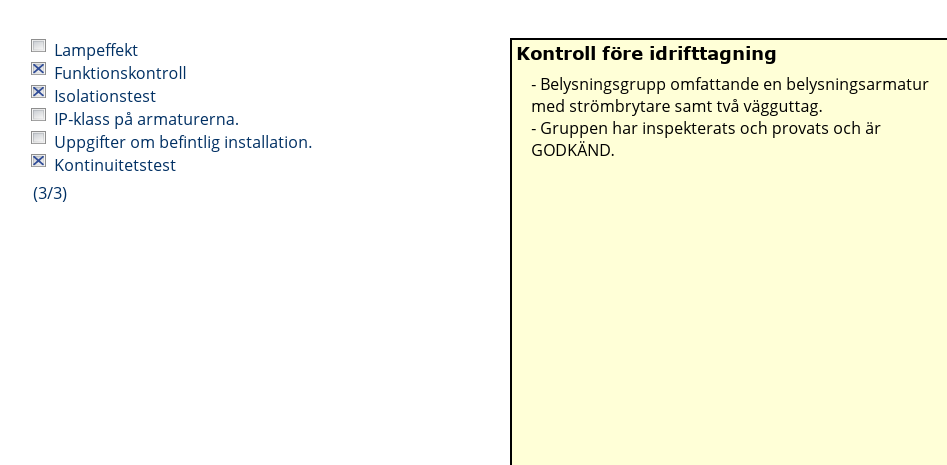 Lampeffekt
Funktionskontroll
Isolationstest
IP-klass på armaturerna.
Uppgifter om befintlig installation.
Kontinuitetstest
(3/3)
Kontroll före idrifttagning
- Belysningsgrupp omfattande en belysningsarmatur
med strömbrytare samt två vägguttag.
- Gruppen har inspekterats och provats och är
GODKÄND.